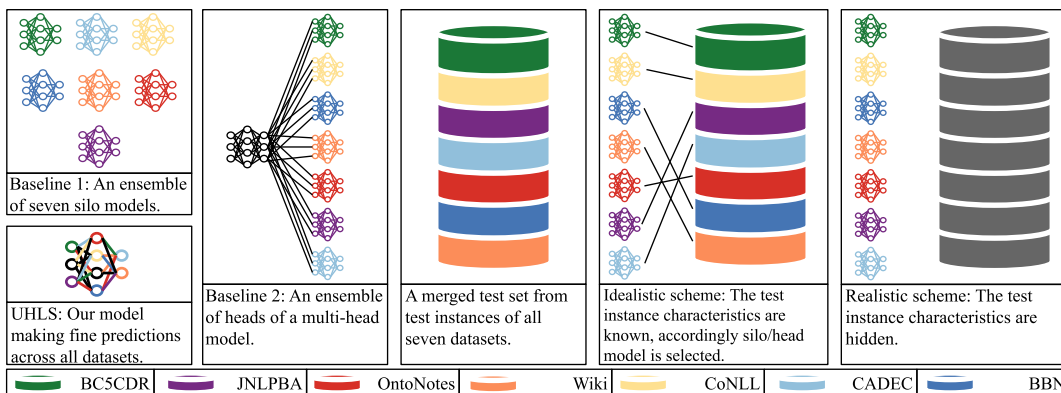 Baseline 1: An ensemble
of seven silo models.
UHLS: Our model
making fine predictions
across all datasets.
Baseline 2: An ensemble
of heads of a multi-head
model.
A merged test set from
test instances of all
seven datasets.
Idealistic scheme: The test
instance characteristics are
known, accordingly silo/head
model is selected.
Realistic scheme: The test
instance characteristics are
hidden.
BC5CDR JNLPBA OntoNotes Wiki CoNLL CADEC BBN